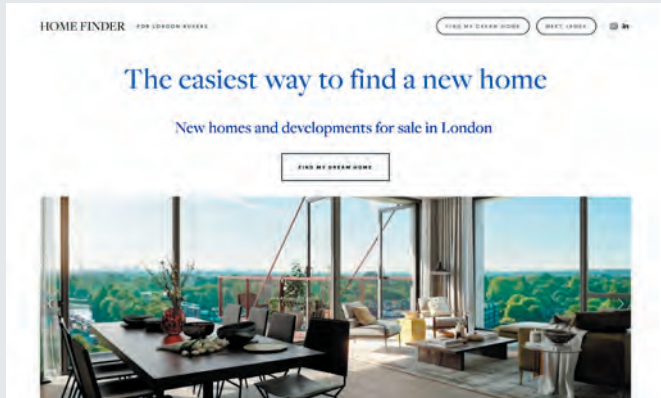 HOME FINDER FOR LONDON BUYERS
FIND MY DREAM HOME
MEET JAMES
in
The easiest way to find a new home
New homes and developments for sale in London
FIND MY DREAM HOME